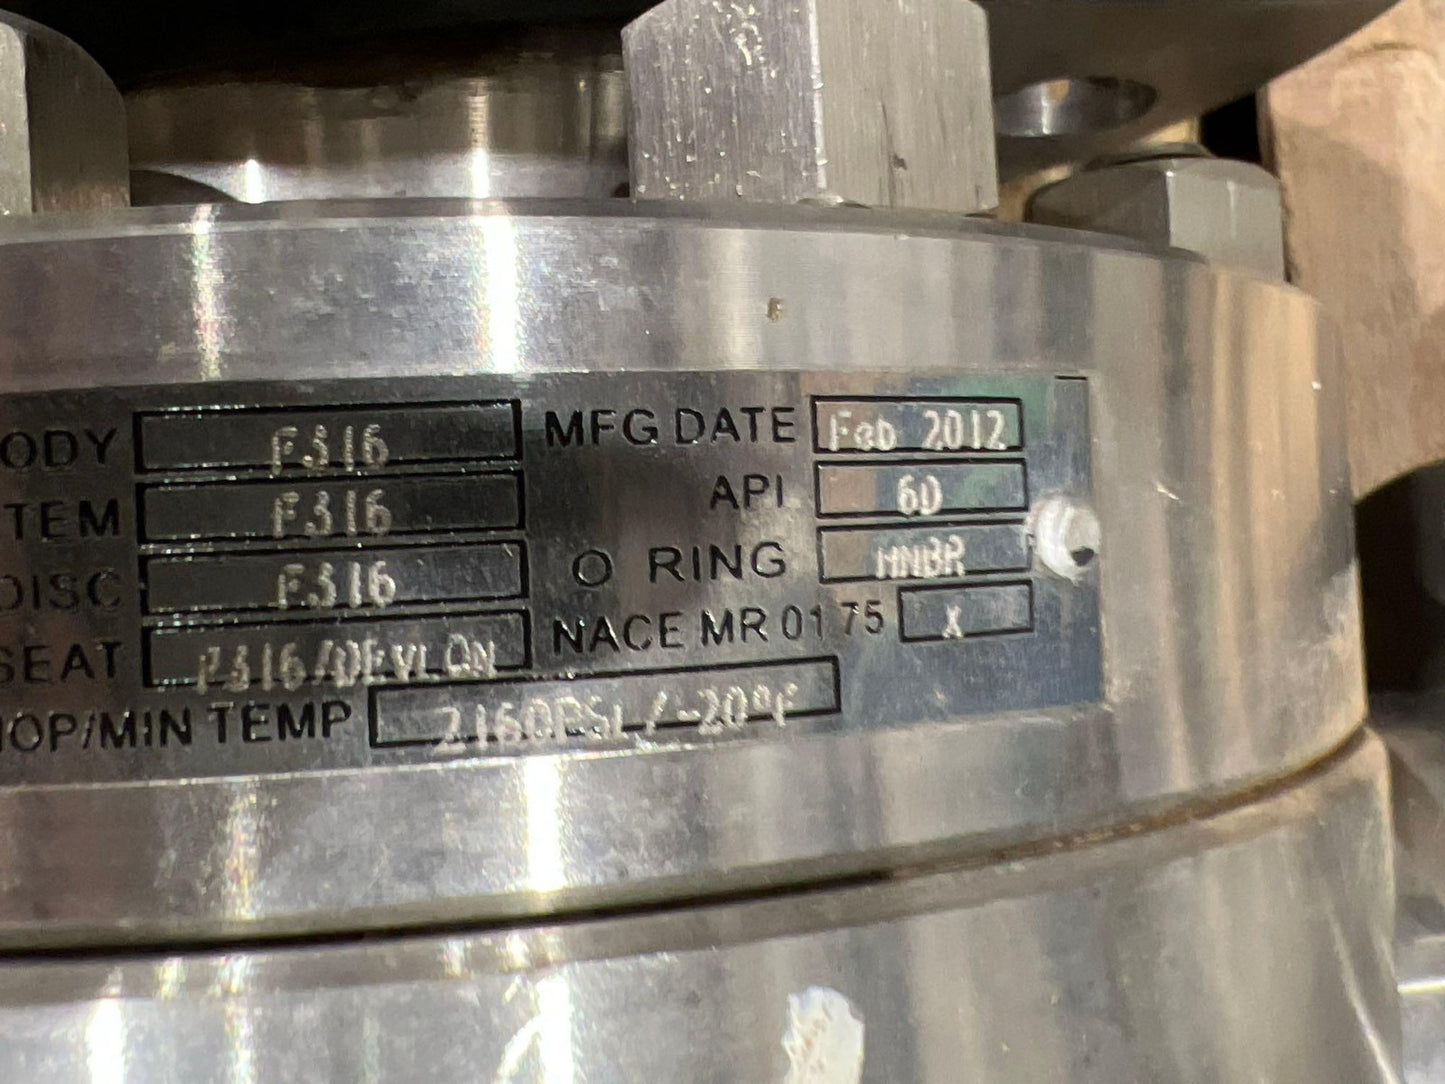 ODY F316 MFG DATE Feb 2012
TEM F316 API 6D
DISC F316 O RING HNBR
SEAT F316/DEVLON NACE MR 01 75 X
OP/MIN TEMP 2160PSI/-20°F